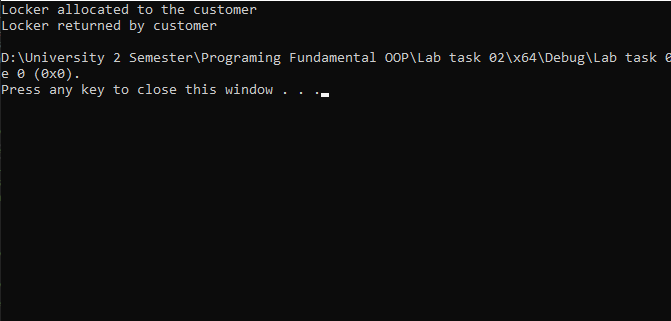 Locker allocated to the customer
Locker returned by customer
D:\University 2 Semester\Programing Fundamental OOP\Lab task 02\x64\Debug\Lab task 0
e 0 (0x0).
Press any key to close this window . . .